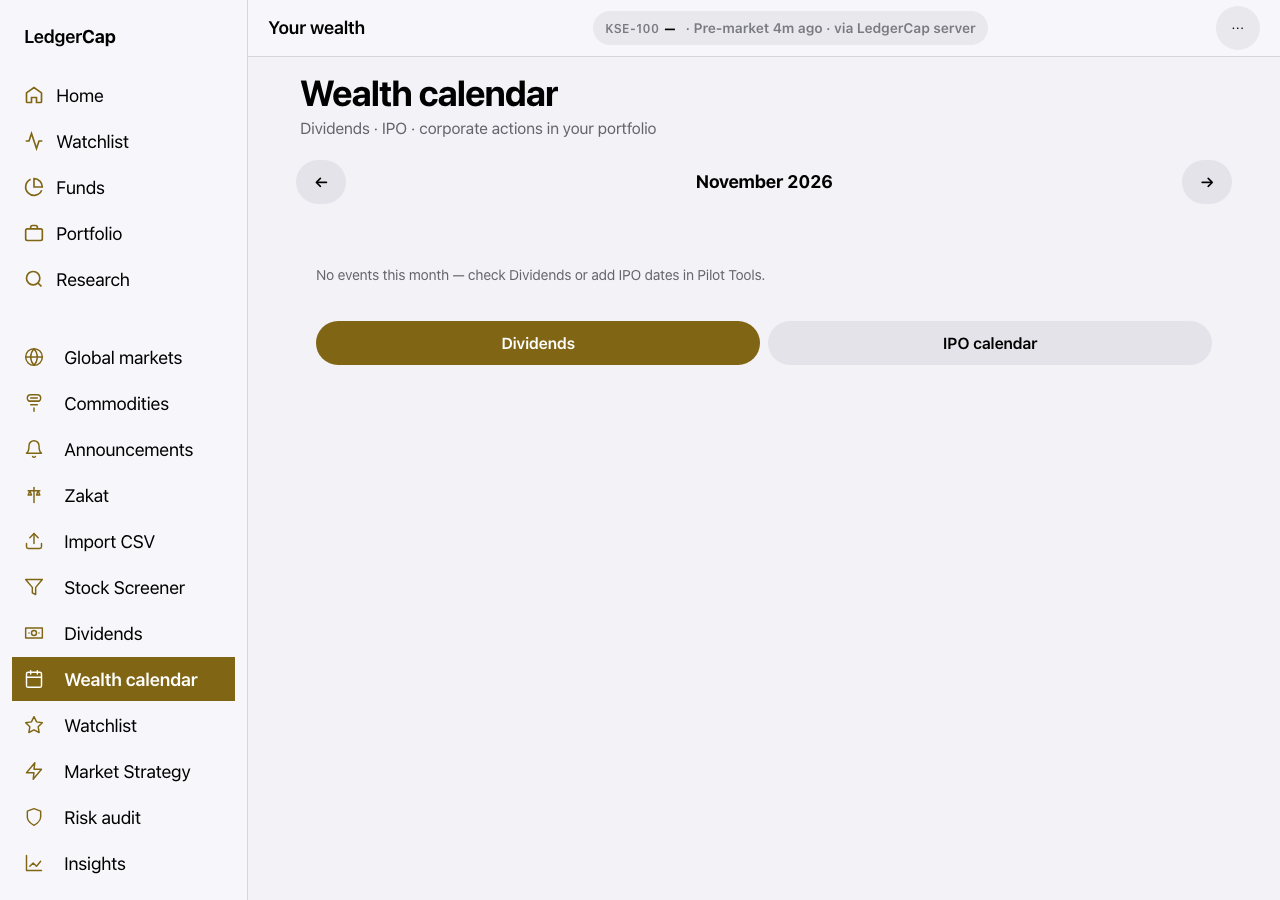 LedgerCap
Home
Watchlist
Funds
Portfolio
Research
Global markets
Commodities
Announcements
Zakat
Import CSV
Stock Screener
Dividends
Wealth calendar
Watchlist
Market Strategy
Risk audit
Insights
Your wealth
KSE-100 — · Pre-market 4m ago · via LedgerCap server
...
Wealth calendar
Dividends · IPO · corporate actions in your portfolio
← November 2026 →
No events this month — check Dividends or add IPO dates in Pilot Tools.
Dividends IPO calendar